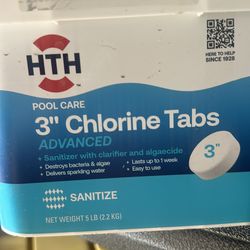 HTH
TM
HERE TO HELP
SINCE 1928
POOL CARE
3" Chlorine Tabs
ADVANCED
+ Sanitizer with clarifier and algaecide
• Destroys bacteria & algae
• Lasts up to 1 week
• Delivers sparkling water
• Easy to use
3"
SANITIZE
NET WEIGHT 5 LB (2.2 KG)